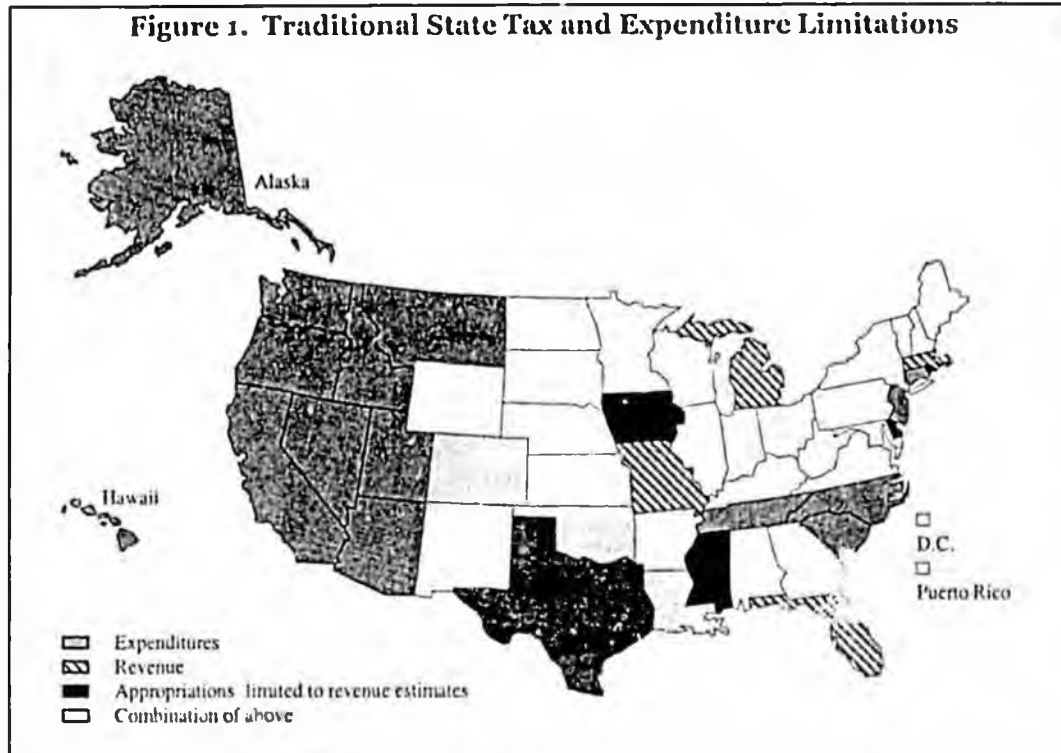 Figure 1. Traditional State Tax and Expenditure Limitations
Alaska
Hawaii
D.C.
Puerto Rico
Expenditures
Revenue
Appropriations limited to revenue estimates
Combination of above